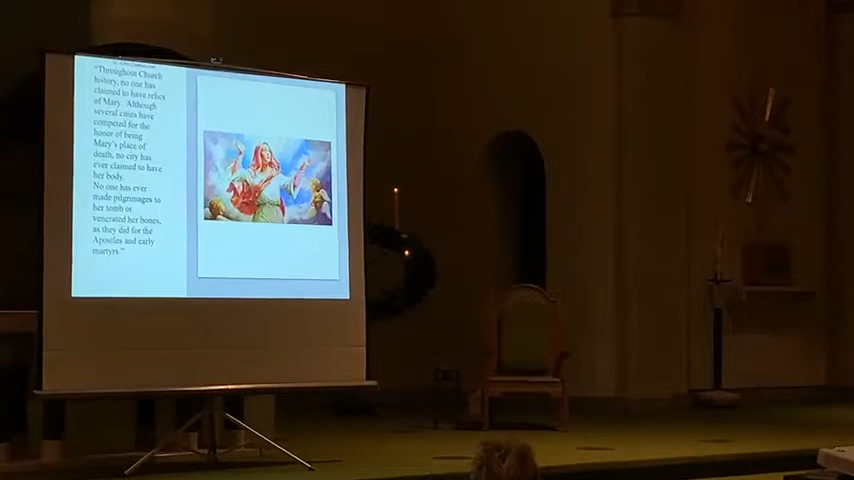 "Throughout Church
history, no one has
claimed to have relics
of Mary. Although
several cities have
competed for the
honor of being
Mary's place of
death, no city has
ever claimed to have
her body.
No one has ever
made pilgrimages to
her tomb or
venerated her bones,
as they did for the
Apostles and early
martyrs."